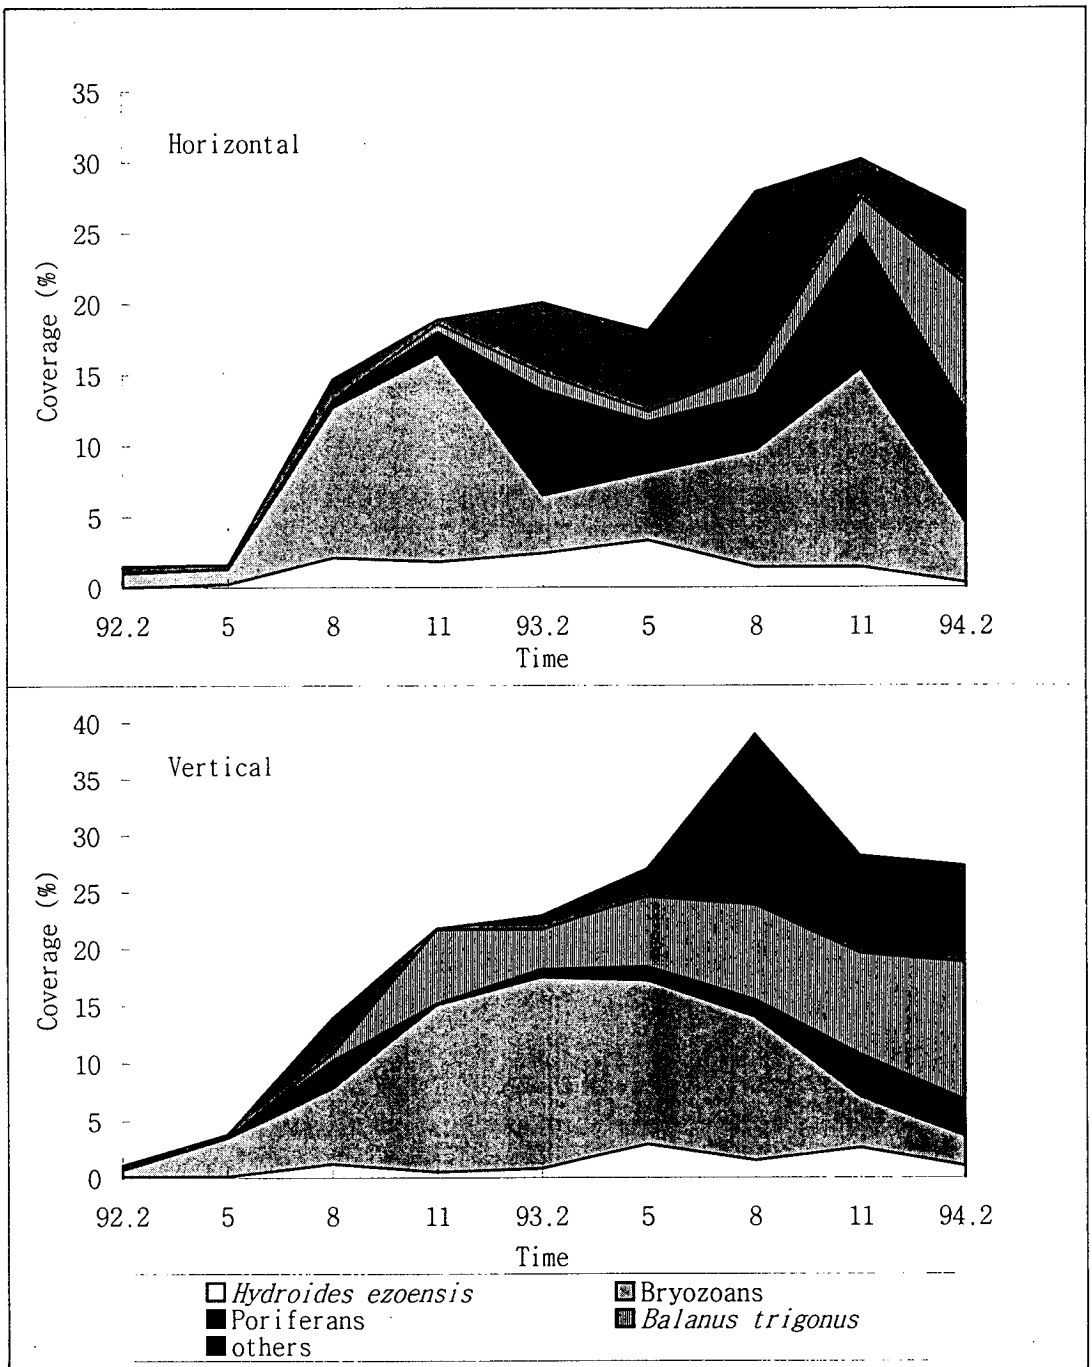 35
Horizontal
30
25
20
15
10
5
0
Coverage (%)
92.2 5 8 11 93.2 5 8 11 94.2
Time
40
Vertical
35
30
25
20
15
10
5
0
Coverage (%)
92.2 5 8 11 93.2 5 8 11 94.2
Time
Hydroides ezoensis Bryozoans
Poriferans Balanus trigonus
others